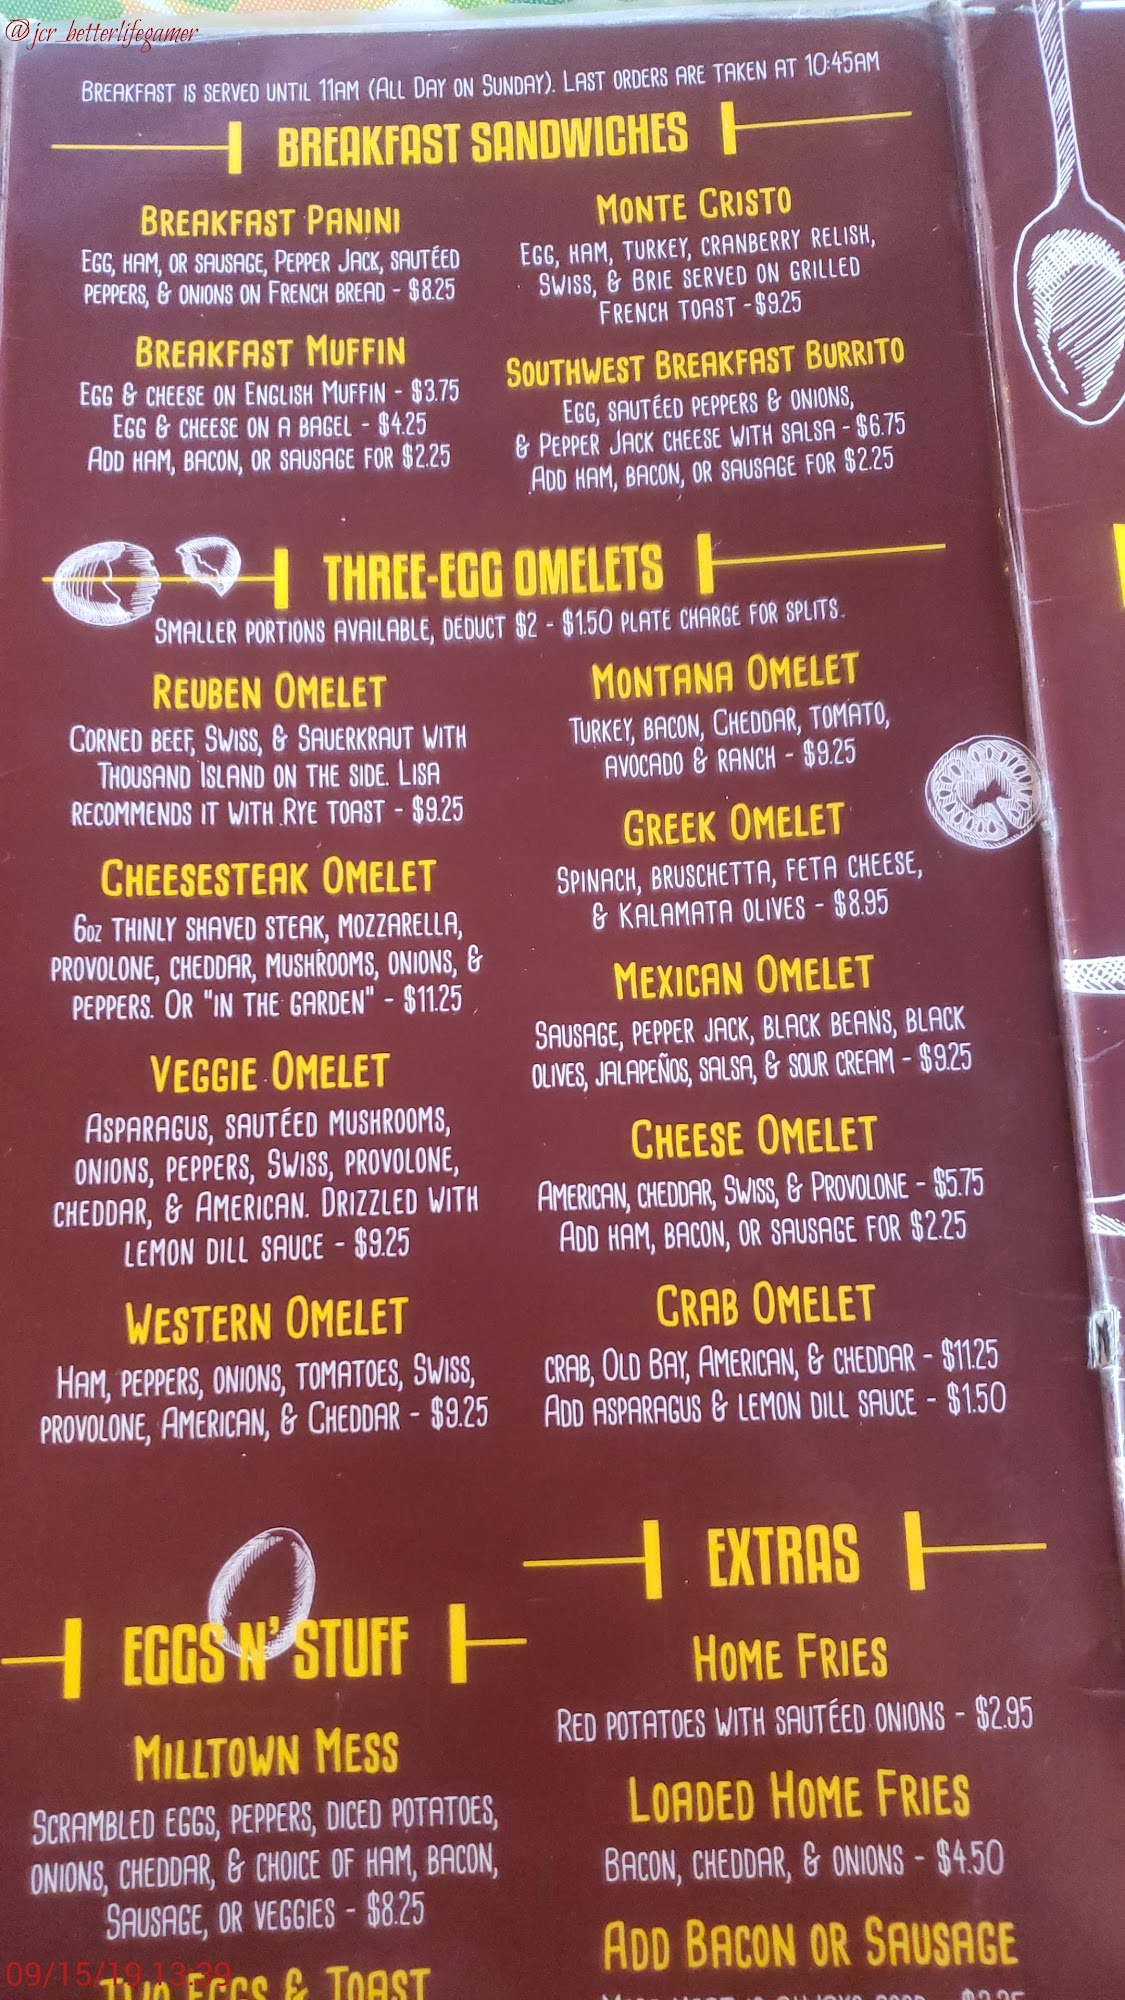 @jcr_betterlifegamer
Breakfast is served until 11am (All Day on Sunday). Last orders are taken at 10:45am
BREAKFAST SANDWICHES
Breakfast Panini
Egg, ham, or sausage, Pepper Jack, sautéed
peppers, & onions on French bread - $8.25
Breakfast Muffin
Egg & cheese on English Muffin - $3.75
Egg & cheese on a bagel - $4.25
Add ham, bacon, or sausage for $2.25
Monte Cristo
Egg, ham, turkey, cranberry relish,
Swiss, & Brie served on grilled
French toast - $9.25
Southwest Breakfast Burrito
Egg, sautéed peppers & onions,
& Pepper Jack cheese with salsa - $6.75
Add ham, bacon, or sausage for $2.25
THREE-EGG OMELETS
Smaller portions available, deduct $2 - $1.50 plate charge for splits.
Reuben Omelet
Corned beef, Swiss, & Sauerkraut with
Thousand Island on the side. Lisa
recommends it with Rye toast - $9.25
Cheesesteak Omelet
6oz thinly shaved steak, mozzarella,
provolone, cheddar, mushrooms, onions, &
peppers. Or "in the garden" - $11.25
Veggie Omelet
Asparagus, sautéed mushrooms,
onions, peppers, Swiss, provolone,
cheddar, & American. Drizzled with
lemon dill sauce - $9.25
Western Omelet
Ham, peppers, onions, tomatoes, Swiss,
provolone, American, & Cheddar - $9.25
Montana Omelet
Turkey, bacon, Cheddar, tomato,
avocado & ranch - $9.25
Greek Omelet
Spinach, bruschetta, feta cheese,
& Kalamata olives - $8.95
Mexican Omelet
Sausage, pepper jack, black beans, black
olives, jalapeños, salsa, & sour cream - $9.25
Cheese Omelet
American, cheddar, Swiss, & Provolone - $5.75
Add ham, bacon, or sausage for $2.25
Crab Omelet
crab, Old Bay, American, & cheddar - $11.25
Add asparagus & lemon dill sauce - $1.50
EGGS N' STUFF
Milltown Mess
Scrambled eggs, peppers, diced potatoes,
onions, cheddar, & choice of ham, bacon,
Sausage, or veggies - $8.25
Two Eggs & Toast
EXTRAS
Home Fries
Red potatoes with sautéed onions - $2.95
Loaded Home Fries
Bacon, cheddar, & onions - $4.50
Add Bacon or Sausage
09/15/19 13:39